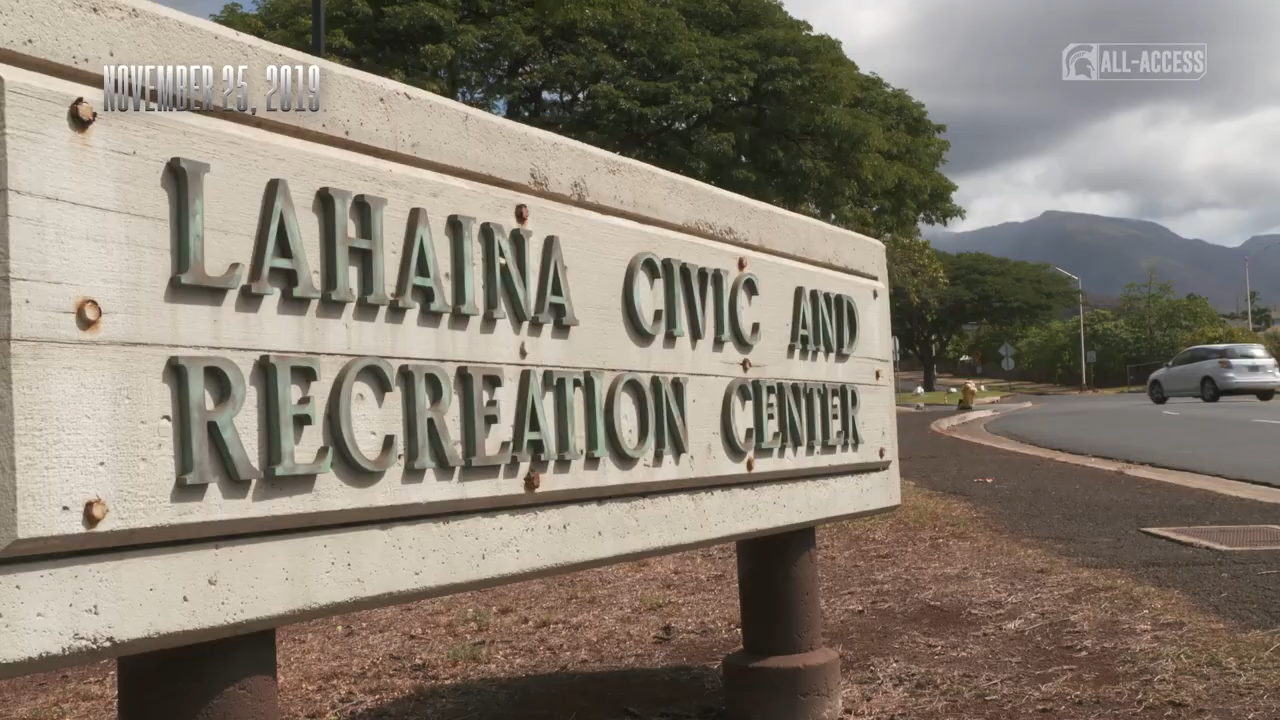 NOVEMBER 25, 2019
ALL-ACCESS
LAHAINA CIVIC AND
RECREATION CENTER